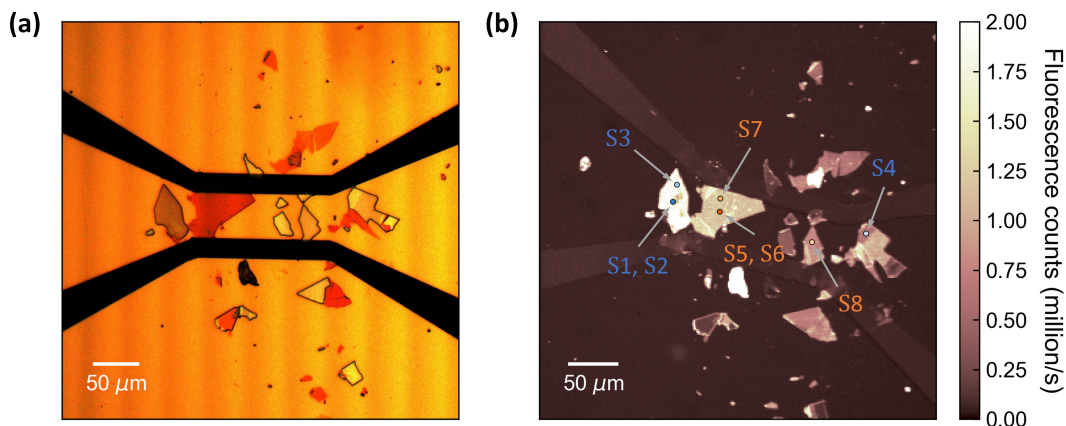 (a)
50 μm
(b)
S3
S7
S4
S1, S2
S5, S6
S8
50 μm
2.00
1.75
1.50
1.25
1.00
0.75
0.50
0.25
0.00
Fluorescence counts (million/s)